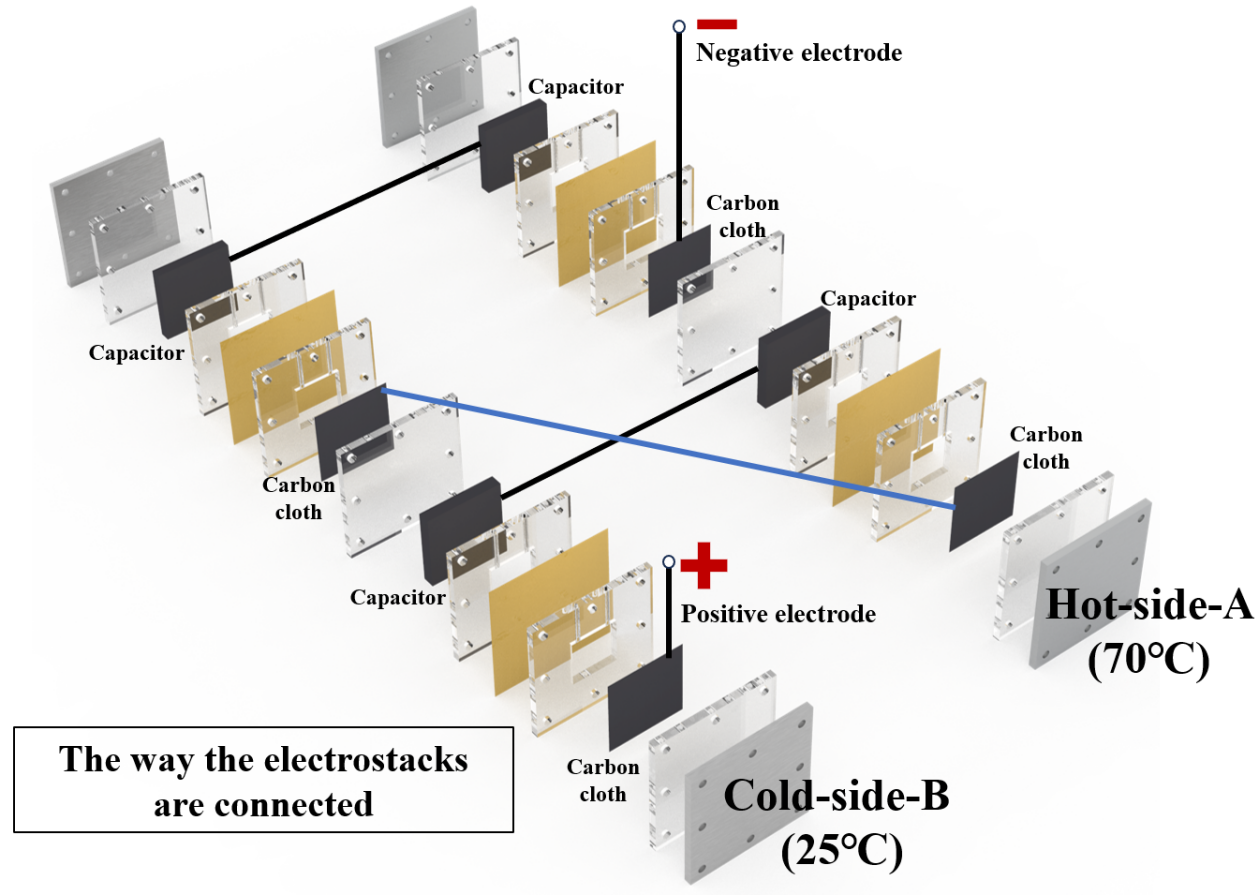 Negative electrode
Capacitor
Carbon
cloth
Capacitor
Capacitor
Carbon
cloth
Carbon
cloth
Capacitor
Positive electrode
Hot-side-A
(70℃)
The way the electrostacks
are connected
Carbon
cloth
Cold-side-B
(25℃)